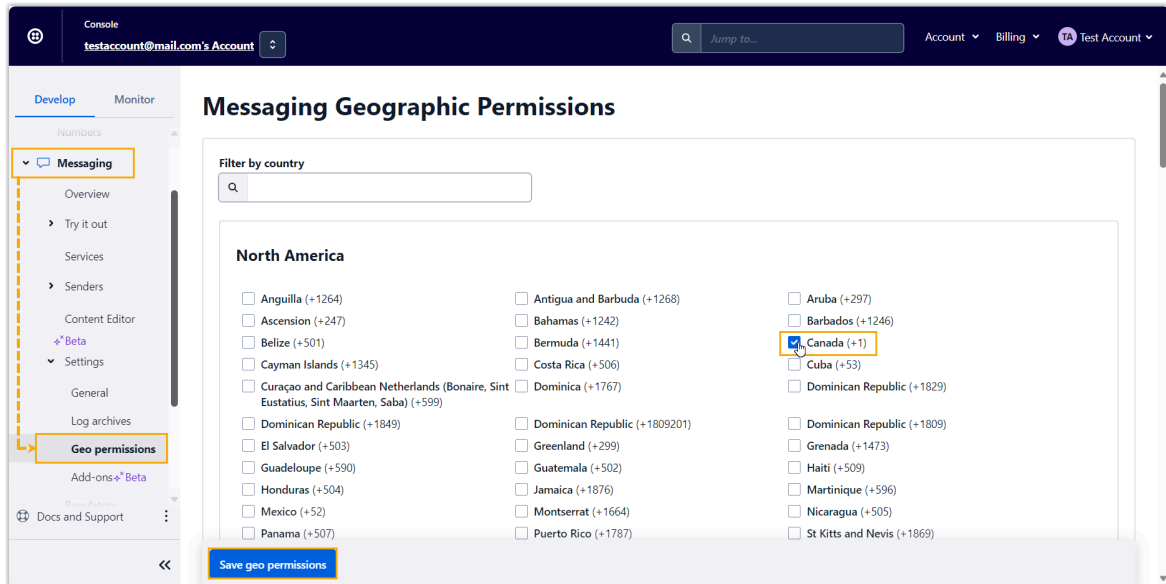 Console
testaccount@mail.com's Account
Jump to...
Account
Billing
TA Test Account
Develop
Monitor
Numbers
Messaging
Overview
Try it out
Services
Senders
Content Editor
Beta
Settings
General
Log archives
Geo permissions
Add-ons Beta
Regulatory
Docs and Support
Messaging Geographic Permissions
Filter by country
North America
Anguilla (+1264)
Antigua and Barbuda (+1268)
Aruba (+297)
Ascension (+247)
Bahamas (+1242)
Barbados (+1246)
Belize (+501)
Bermuda (+1441)
Canada (+1)
Cayman Islands (+1345)
Costa Rica (+506)
Cuba (+53)
Curaçao and Caribbean Netherlands (Bonaire, Sint
Eustatius, Sint Maarten, Saba) (+599)
Dominica (+1767)
Dominican Republic (+1829)
Dominican Republic (+1849)
Dominican Republic (+1809201)
Dominican Republic (+1809)
El Salvador (+503)
Greenland (+299)
Grenada (+1473)
Guadeloupe (+590)
Guatemala (+502)
Haiti (+509)
Honduras (+504)
Jamaica (+1876)
Martinique (+596)
Mexico (+52)
Montserrat (+1664)
Nicaragua (+505)
Panama (+507)
Puerto Rico (+1787)
St Kitts and Nevis (+1869)
Save geo permissions